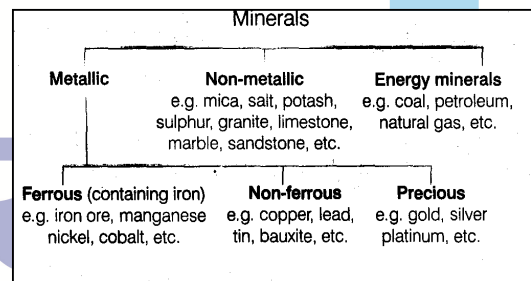 Minerals
Metallic
Non-metallic
e.g. mica, salt, potash,
sulphur, granite, limestone,
marble, sandstone, etc.
Energy minerals
e.g. coal, petroleum,
natural gas, etc.
Ferrous (containing iron)
e.g. iron ore, manganese
nickel, cobalt, etc.
Non-ferrous
e.g. copper, lead,
tin, bauxite, etc.
Precious
e.g. gold, silver
platinum, etc.